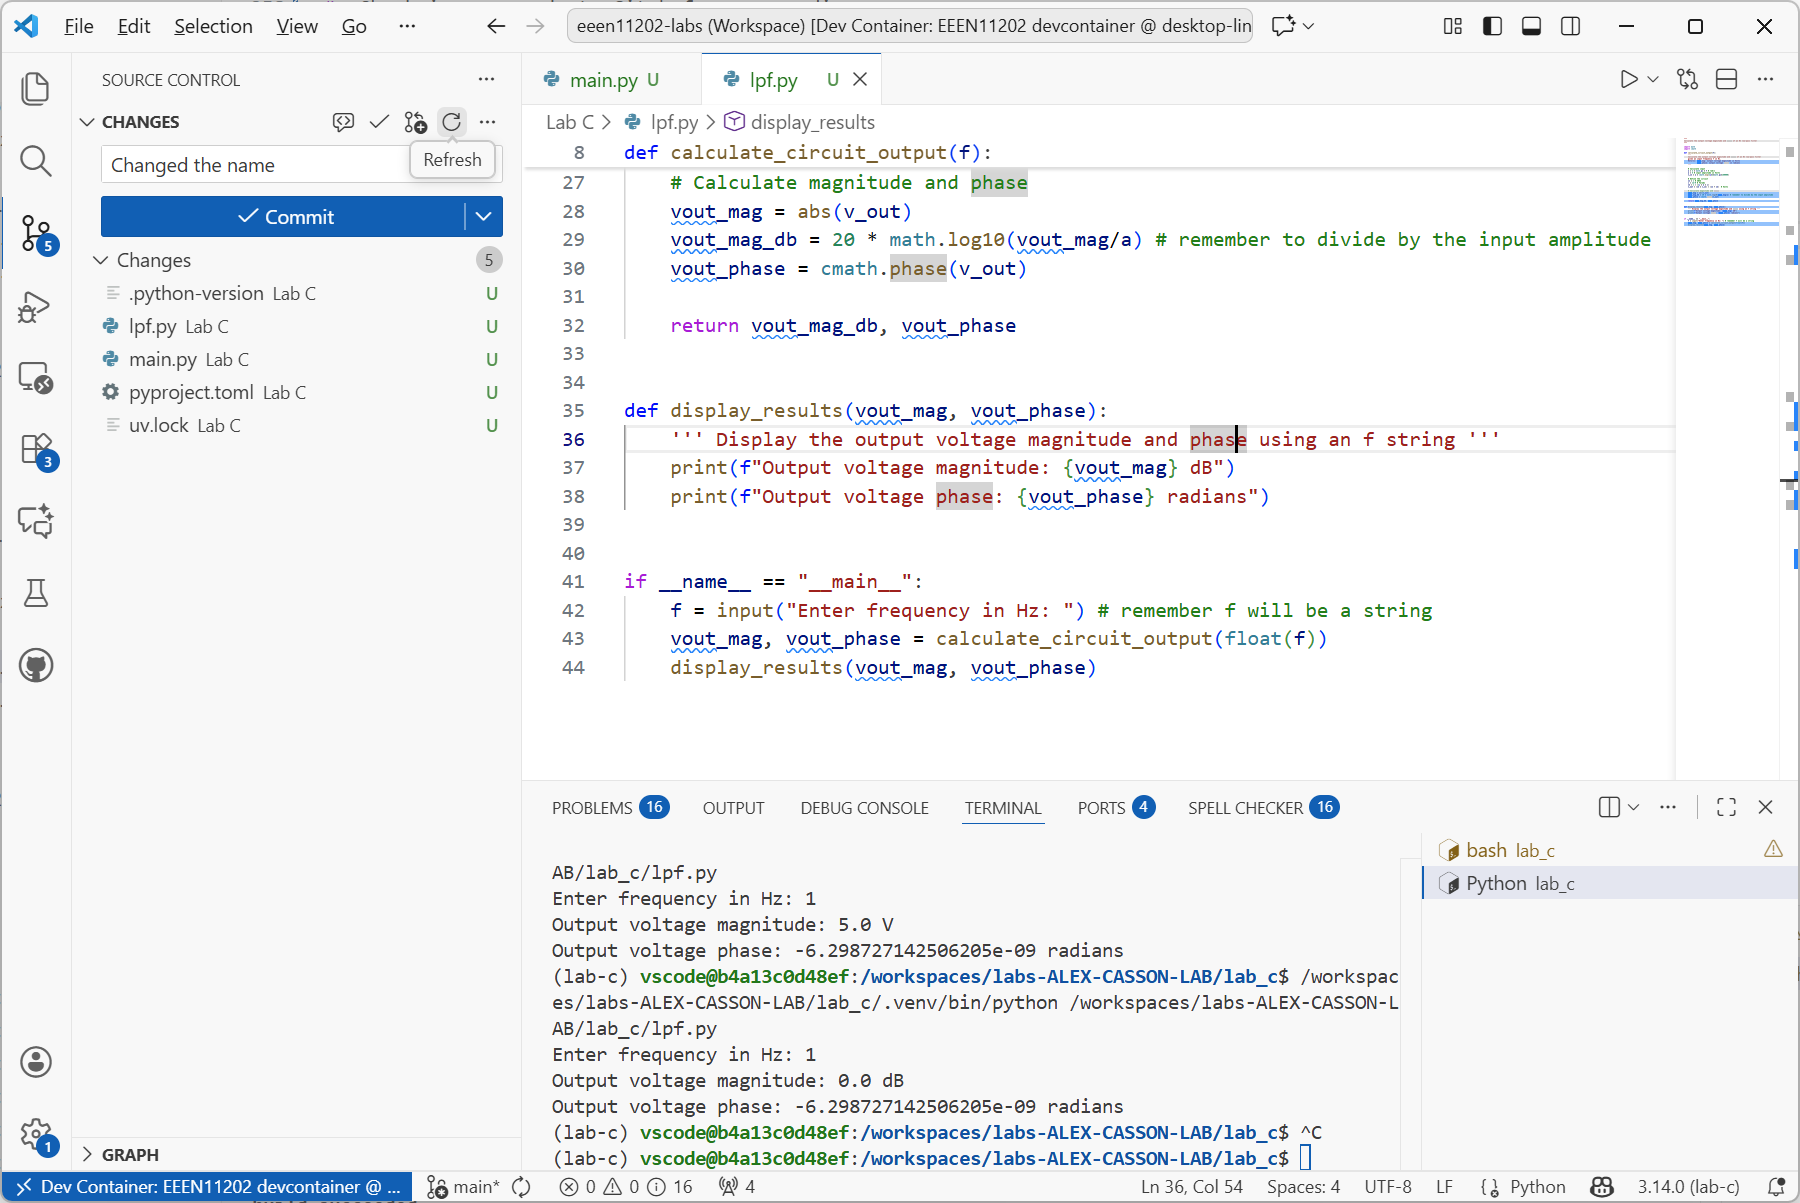 File Edit Selection View Go ··· eeen11202-labs (Workspace) [Dev Container: EEEN11202 devcontainer @ desktop-lin
SOURCE CONTROL
CHANGES
Refresh
Changed the name
Commit
Changes 5
.python-version Lab C U
lpf.py Lab C U
main.py Lab C U
pyproject.toml Lab C U
uv.lock Lab C U
GRAPH
5
3
1
main.py U lpf.py U
Lab C > lpf.py > display_results
8 def calculate_circuit_output(f):
27 # Calculate magnitude and phase
28 vout_mag = abs(v_out)
29 vout_mag_db = 20 * math.log10(vout_mag/a) # remember to divide by the input amplitude
30 vout_phase = cmath.phase(v_out)
31
32 return vout_mag_db, vout_phase
33
34
35 def display_results(vout_mag, vout_phase):
36 ''' Display the output voltage magnitude and phase using an f string '''
37 print(f"Output voltage magnitude: {vout_mag} dB")
38 print(f"Output voltage phase: {vout_phase} radians")
39
40
41 if __name__ == "__main__":
42 f = input("Enter frequency in Hz: ") # remember f will be a string
43 vout_mag, vout_phase = calculate_circuit_output(float(f))
44 display_results(vout_mag, vout_phase)
PROBLEMS 16 OUTPUT DEBUG CONSOLE TERMINAL PORTS 4 SPELL CHECKER 16
AB/lab_c/lpf.py
Enter frequency in Hz: 1
Output voltage magnitude: 5.0 V
Output voltage phase: -6.298727142506205e-09 radians
(lab-c) vscode@b4a13c0d48ef:/workspaces/labs-ALEX-CASSON-LAB/lab_c$ /workspac
es/labs-ALEX-CASSON-LAB/lab_c/.venv/bin/python /workspaces/labs-ALEX-CASSON-L
AB/lab_c/lpf.py
Enter frequency in Hz: 1
Output voltage magnitude: 0.0 dB
Output voltage phase: -6.298727142506205e-09 radians
(lab-c) vscode@b4a13c0d48ef:/workspaces/labs-ALEX-CASSON-LAB/lab_c$ ^C
(lab-c) vscode@b4a13c0d48ef:/workspaces/labs-ALEX-CASSON-LAB/lab_c$
bash lab_c
Python lab_c
Dev Container: EEEN11202 devcontainer @ ... main* 0 0 16 4 Ln 36, Col 54 Spaces: 4 UTF-8 LF Python 3.14.0 (lab-c)